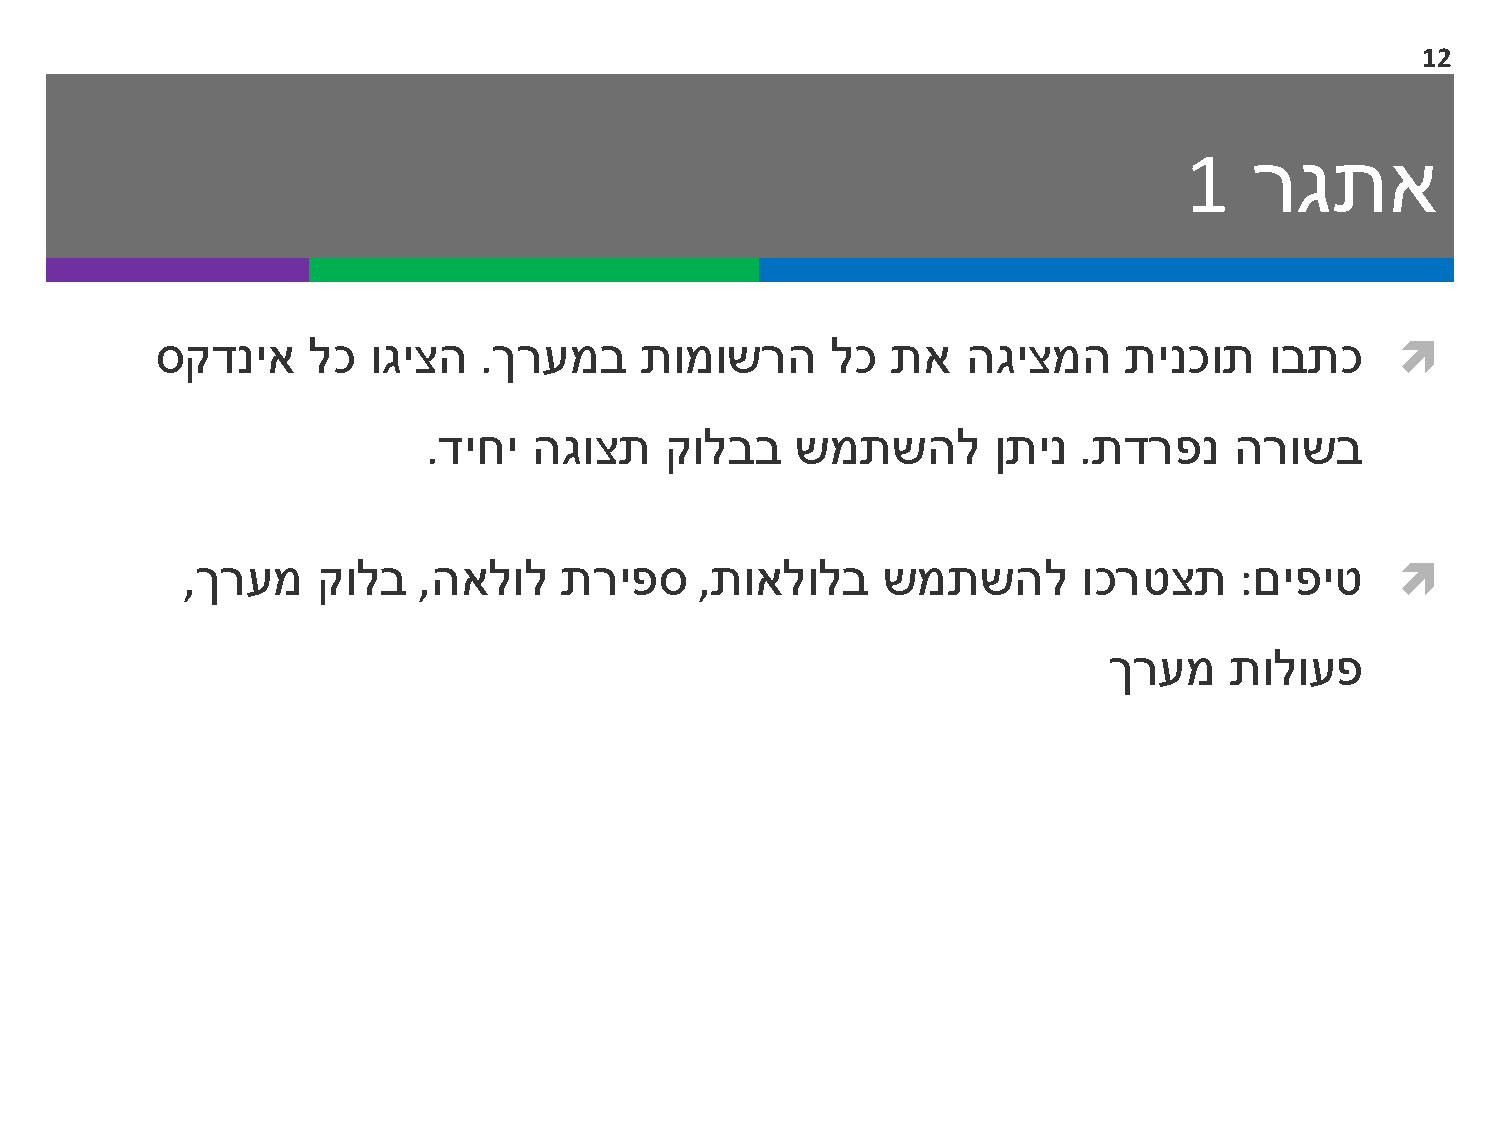 12
אתגר 1
כתבו תוכנית המציגה את כל הרשומות במערך. הציגו כל אינדקס
בשורה נפרדת. ניתן להשתמש בבלוק תצוגה יחיד.
טיפים: תצטרכו להשתמש בלולאות, ספירת לולאה, בלוק מערך,
פעולות מערך